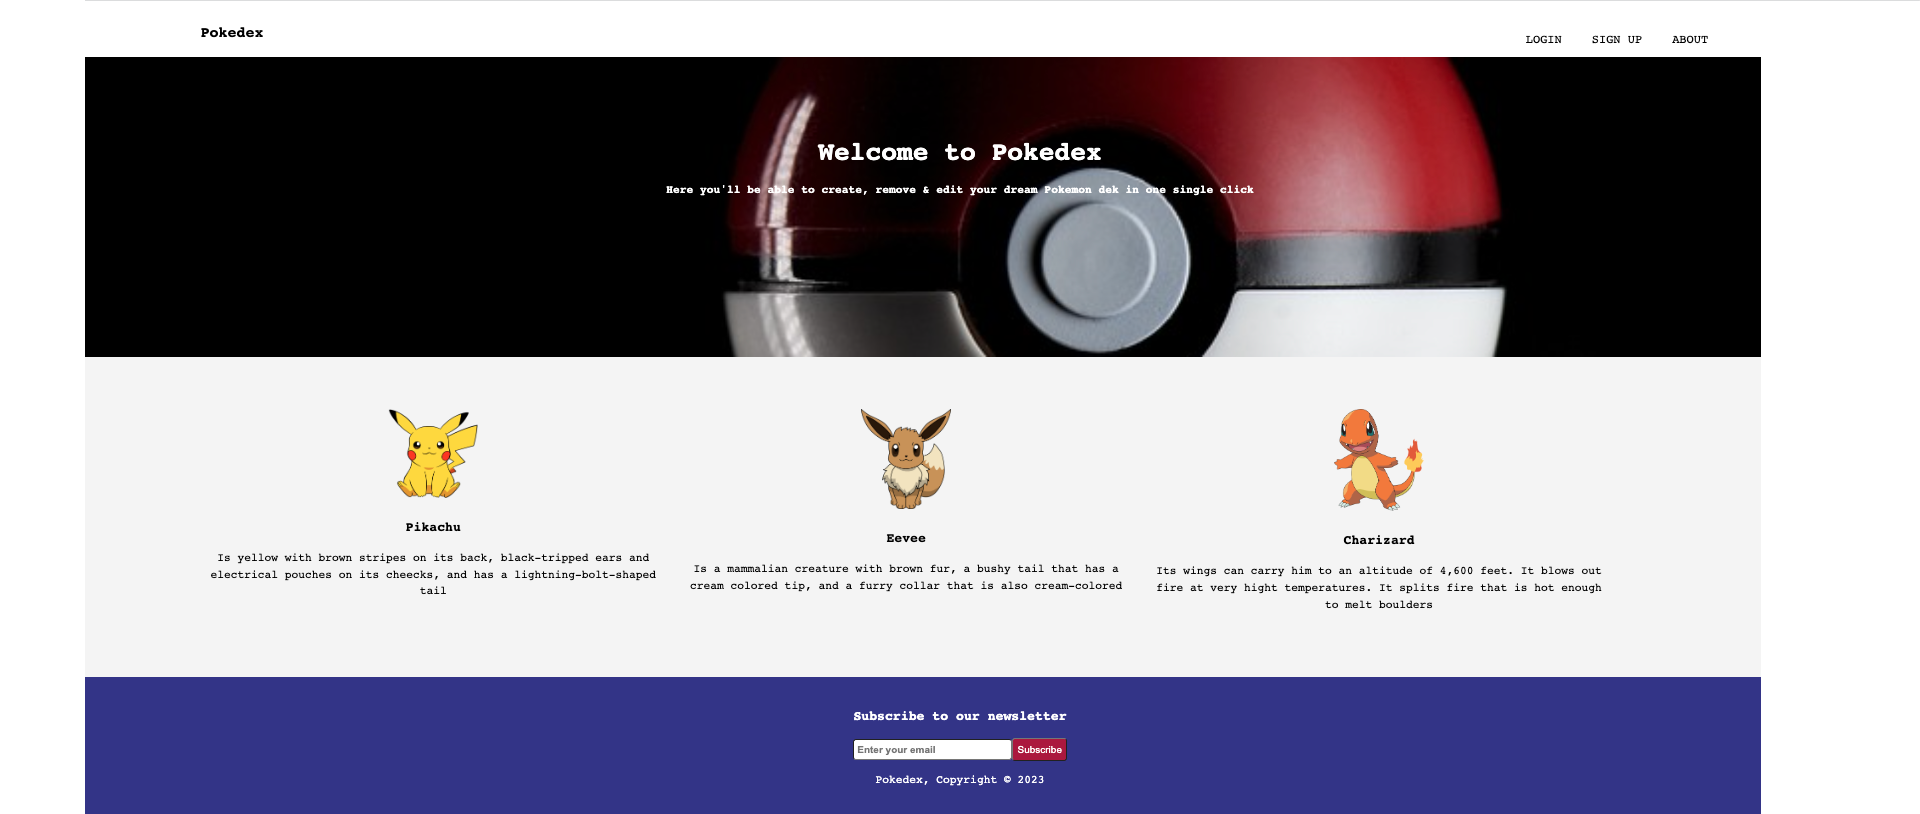 Pokedex
LOGIN SIGN UP ABOUT
Welcome to Pokedex
Here you'll be able to create, remove & edit your dream Pokemon dek in one single click
Pikachu
Is yellow with brown stripes on its back, black-tripped ears and
electrical pouches on its cheecks, and has a lightning-bolt-shaped
tail
Eevee
Is a mammalian creature with brown fur, a bushy tail that has a
cream colored tip, and a furry collar that is also cream-colored
Charizard
Its wings can carry him to an altitude of 4,600 feet. It blows out
fire at very hight temperatures. It splits fire that is hot enough
to melt boulders
Subscribe to our newsletter
Enter your email Subscribe
Pokedex, Copyright © 2023